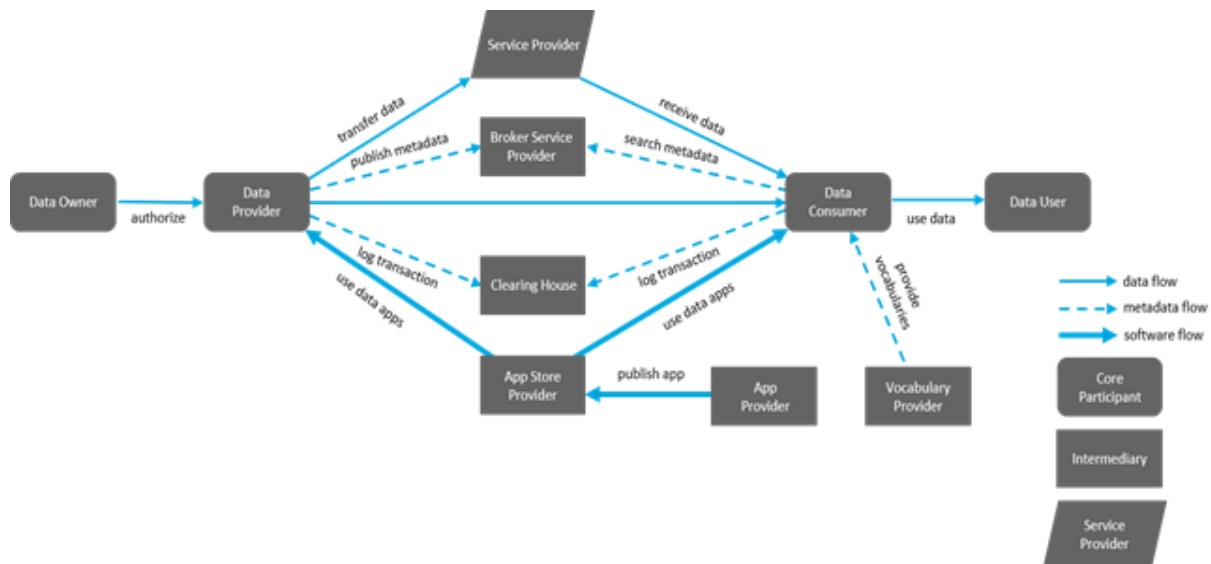 Service Provider
transfer data
receive data
publish metadata
Broker Service
Provider
search metadata
Data Owner
authorize
Data
Provider
Data
Consumer
use data
Data User
log transaction
Clearing House
log transaction
use data apps
use data apps
provide
vocabularies
App Store
Provider
publish app
App
Provider
Vocabulary
Provider
data flow
metadata flow
software flow
Core
Participant
Intermediary
Service
Provider